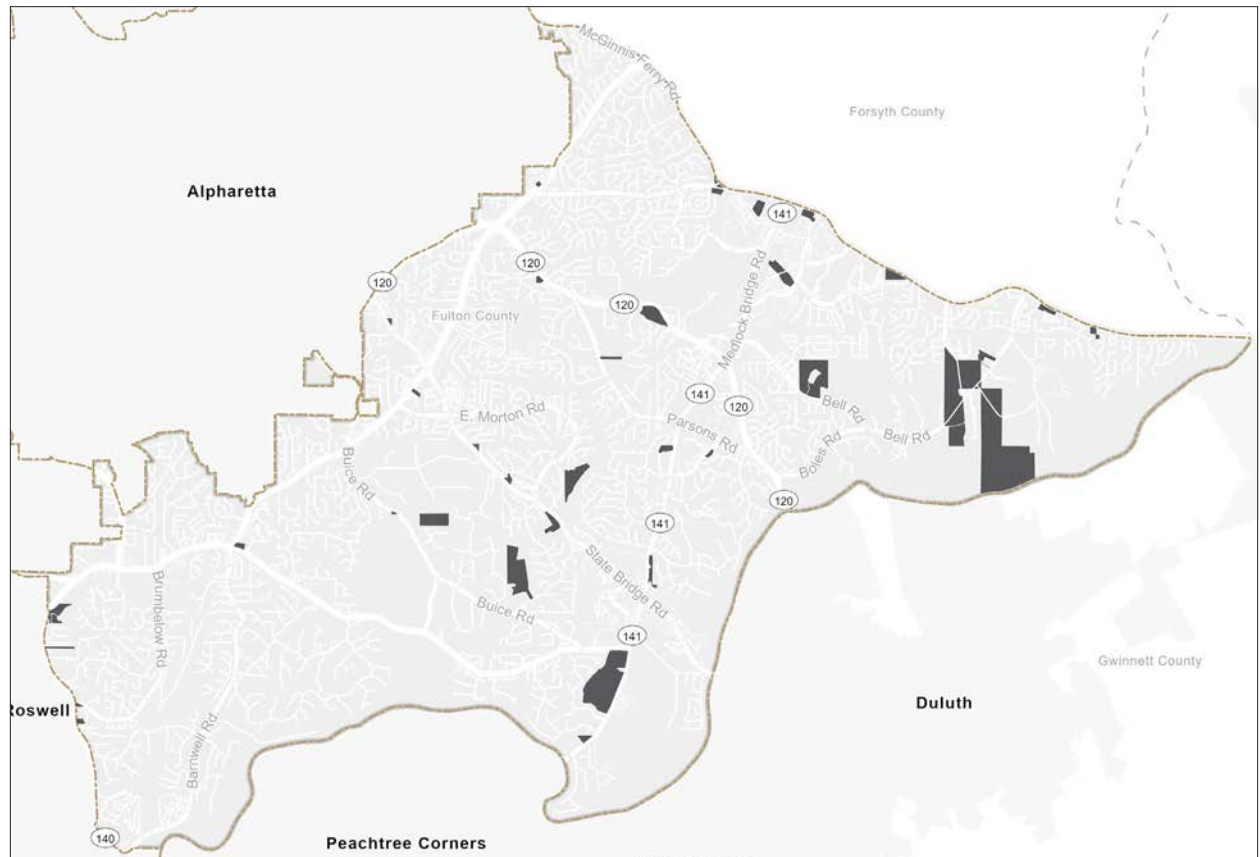 McGinnis Ferry Rd
Forsyth County
Alpharetta
141
120
120
Medlock Bridge Rd
120
Fulton County
141
120
Bell Rd
E. Morton Rd
Parsons Rd
Bell Rd
Boles Rd
Buice Rd
120
141
State Bridge Rd
Brumbelow Rd
Buice Rd
141
Gwinnett County
Roswell
Duluth
Barnwell Rd
140
Peachtree Corners